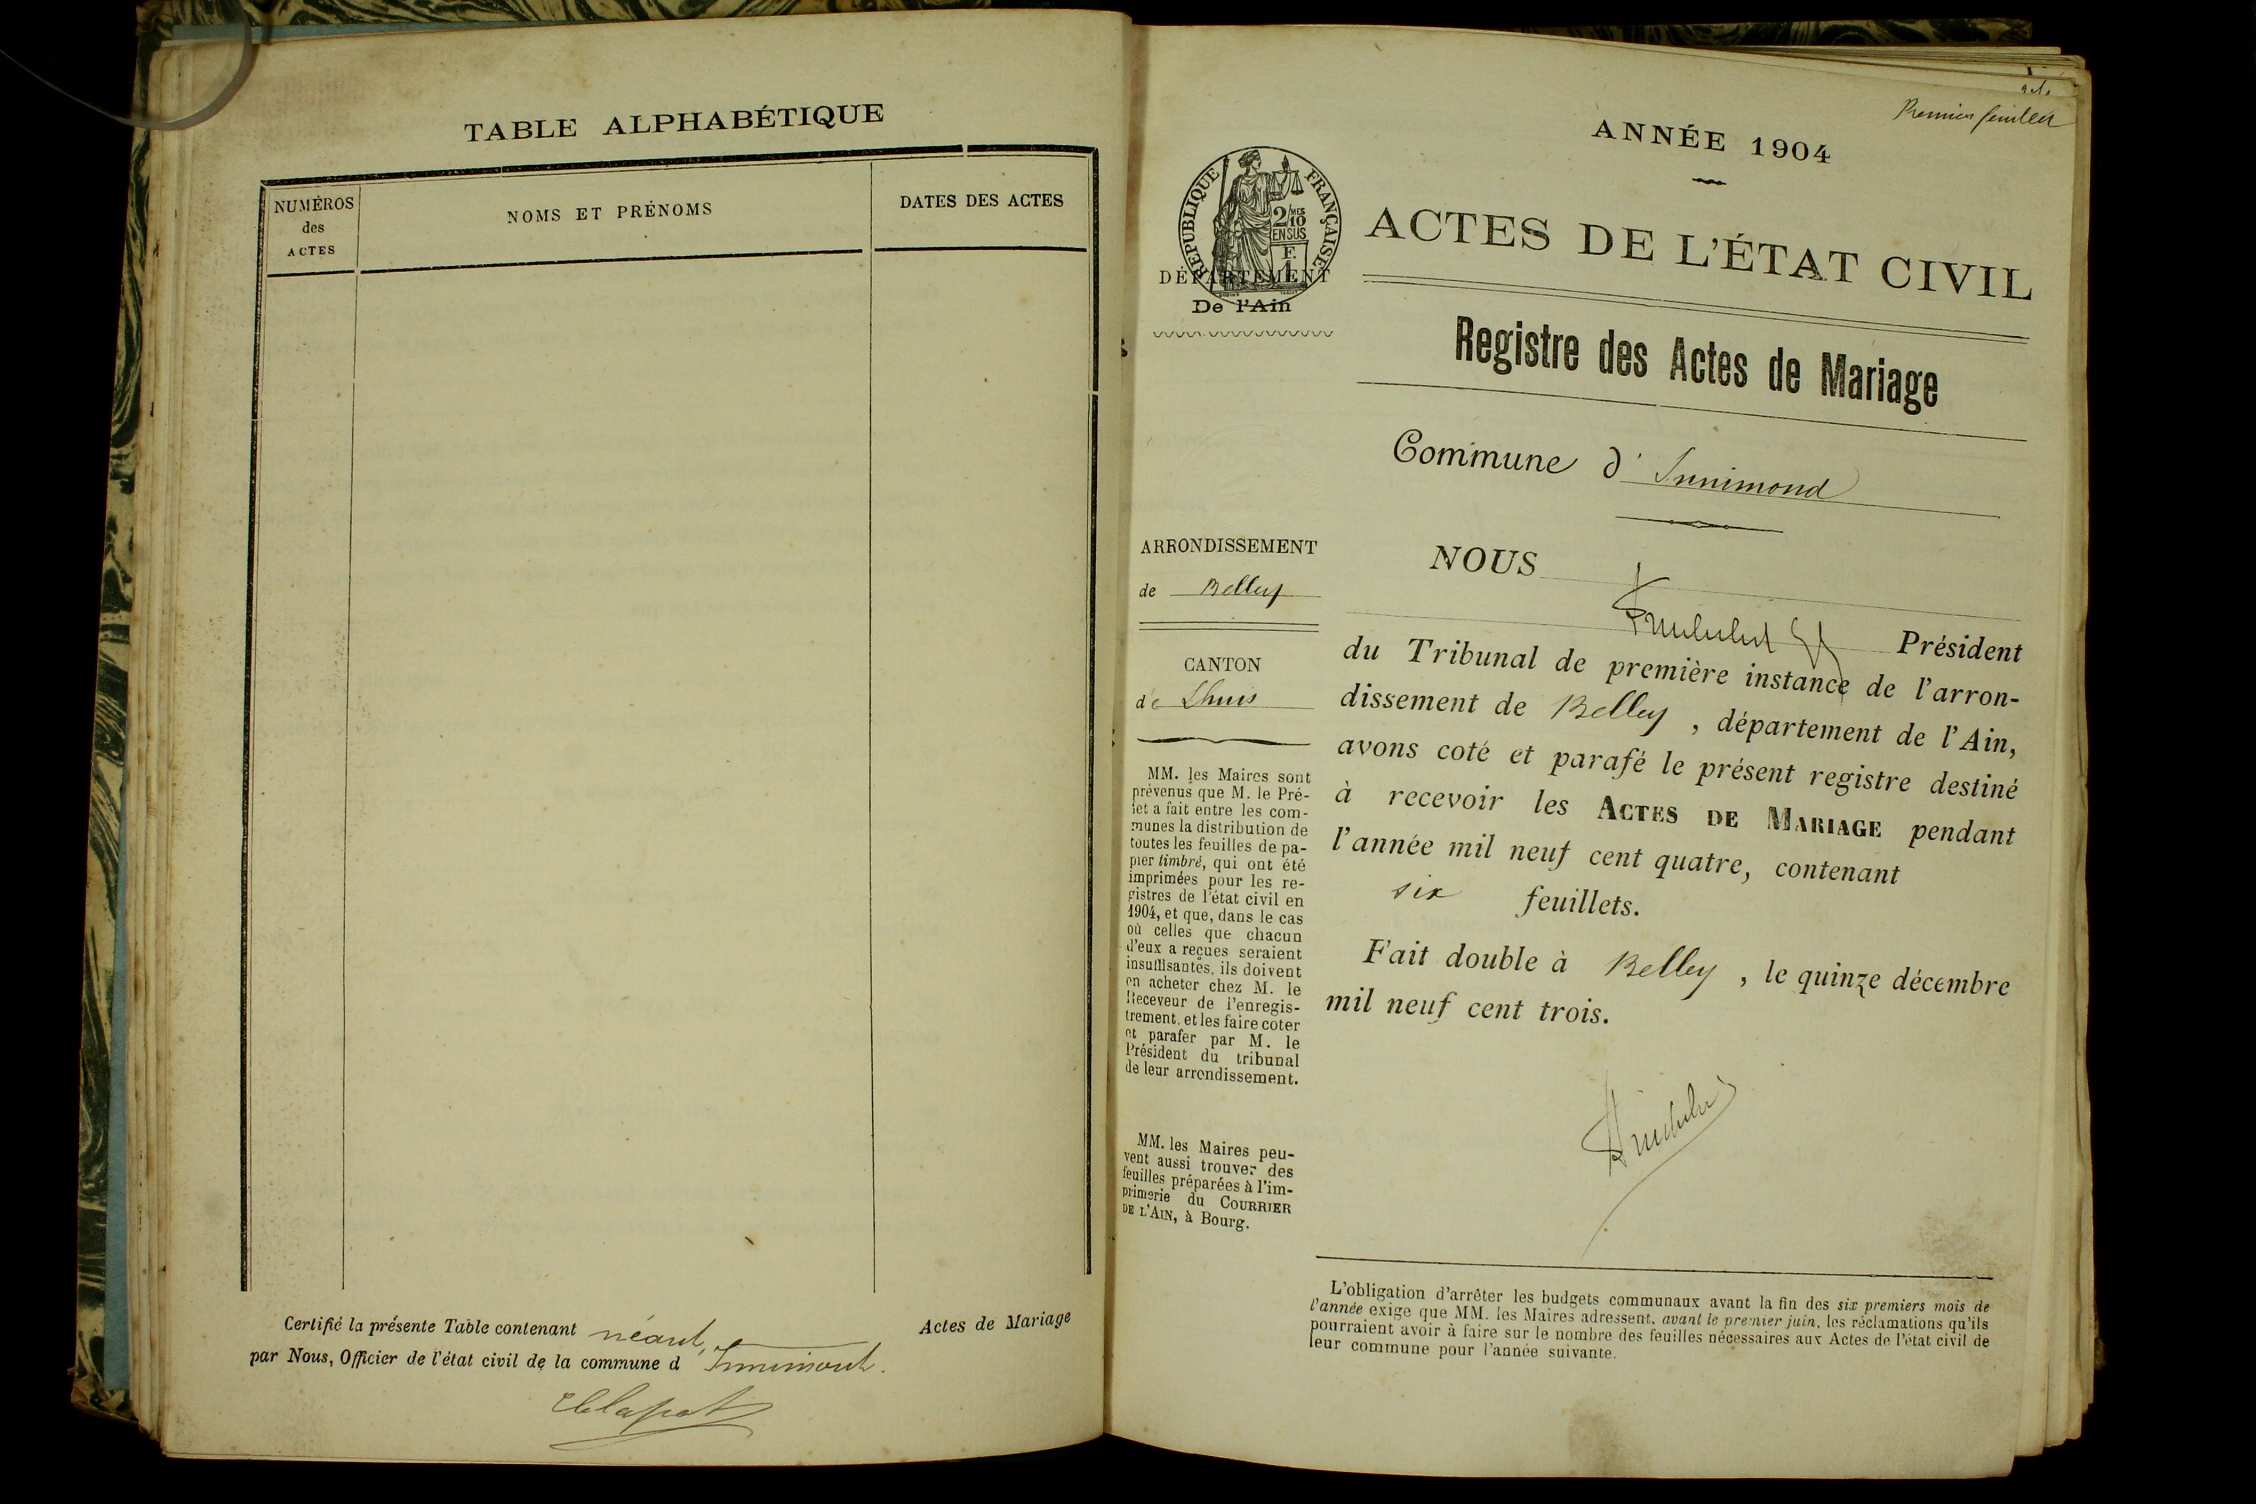 TABLE ALPHABÉTIQUE
NUMÉROS
des
ACTES
NOMS ET PRÉNOMS
DATES DES ACTES
Certifié la présente Table contenant néant, Actes de Mariage
par Nous, Officier de l'état civil de la commune d Innimont.
Clapot
Premier feuillet
ANNÉE 1904
RÉPUBLIQUE FRANÇAISE
2/10 MES
EN SUS
F.
1
DÉPARTEMENT
De l'Ain
ACTES DE L'ÉTAT CIVIL
Registre des Actes de Mariage
Commune d' Innimond
ARRONDISSEMENT
de Belley
CANTON
de Lhuis
MM. les Maires sont
prévenus que M. le Pré-
fet a fait entre les com-
munes la distribution de
toutes les feuilles de pa-
pier timbré, qui ont été
imprimées pour les re-
gistres de l'état civil en
1904, et que, dans le cas
où celles que chacun
d'eux a reçues seraient
insuffisantes, ils doivent
en acheter chez M. le
Receveur de l'enregis-
trement, et les faire coter
et parafer par M. le
Président du tribunal
de leur arrondissement.
MM. les Maires peu-
vent aussi trouver des
feuilles préparées à l'im-
primerie du COURRIER
DE L'AIN, à Bourg.
NOUS
Président
du Tribunal de première instance de l'arron-
dissement de Belley, département de l'Ain,
avons coté et parafé le présent registre destiné
à recevoir les ACTES DE MARIAGE pendant
l'année mil neuf cent quatre, contenant
six feuillets.
Fait double à Belley, le quinze décembre
mil neuf cent trois.
L'obligation d'arrêter les budgets communaux avant la fin des six premiers mois de
l'année exige que MM. les Maires adressent, avant le premier juin, les réclamations qu'ils
pourraient avoir à faire sur le nombre des feuilles nécessaires aux Actes de l'état civil de
leur commune pour l'année suivante.